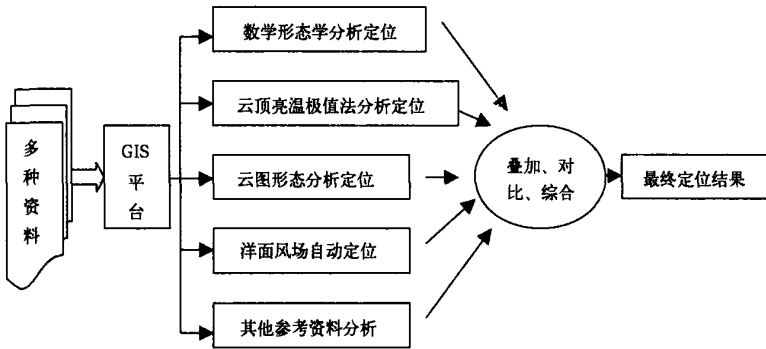 多种资料
GIS
平
台
数学形态学分析定位
云顶亮温极值法分析定位
云图形态分析定位
洋面风场自动定位
其他参考资料分析
叠加、对
比、综合
最终定位结果